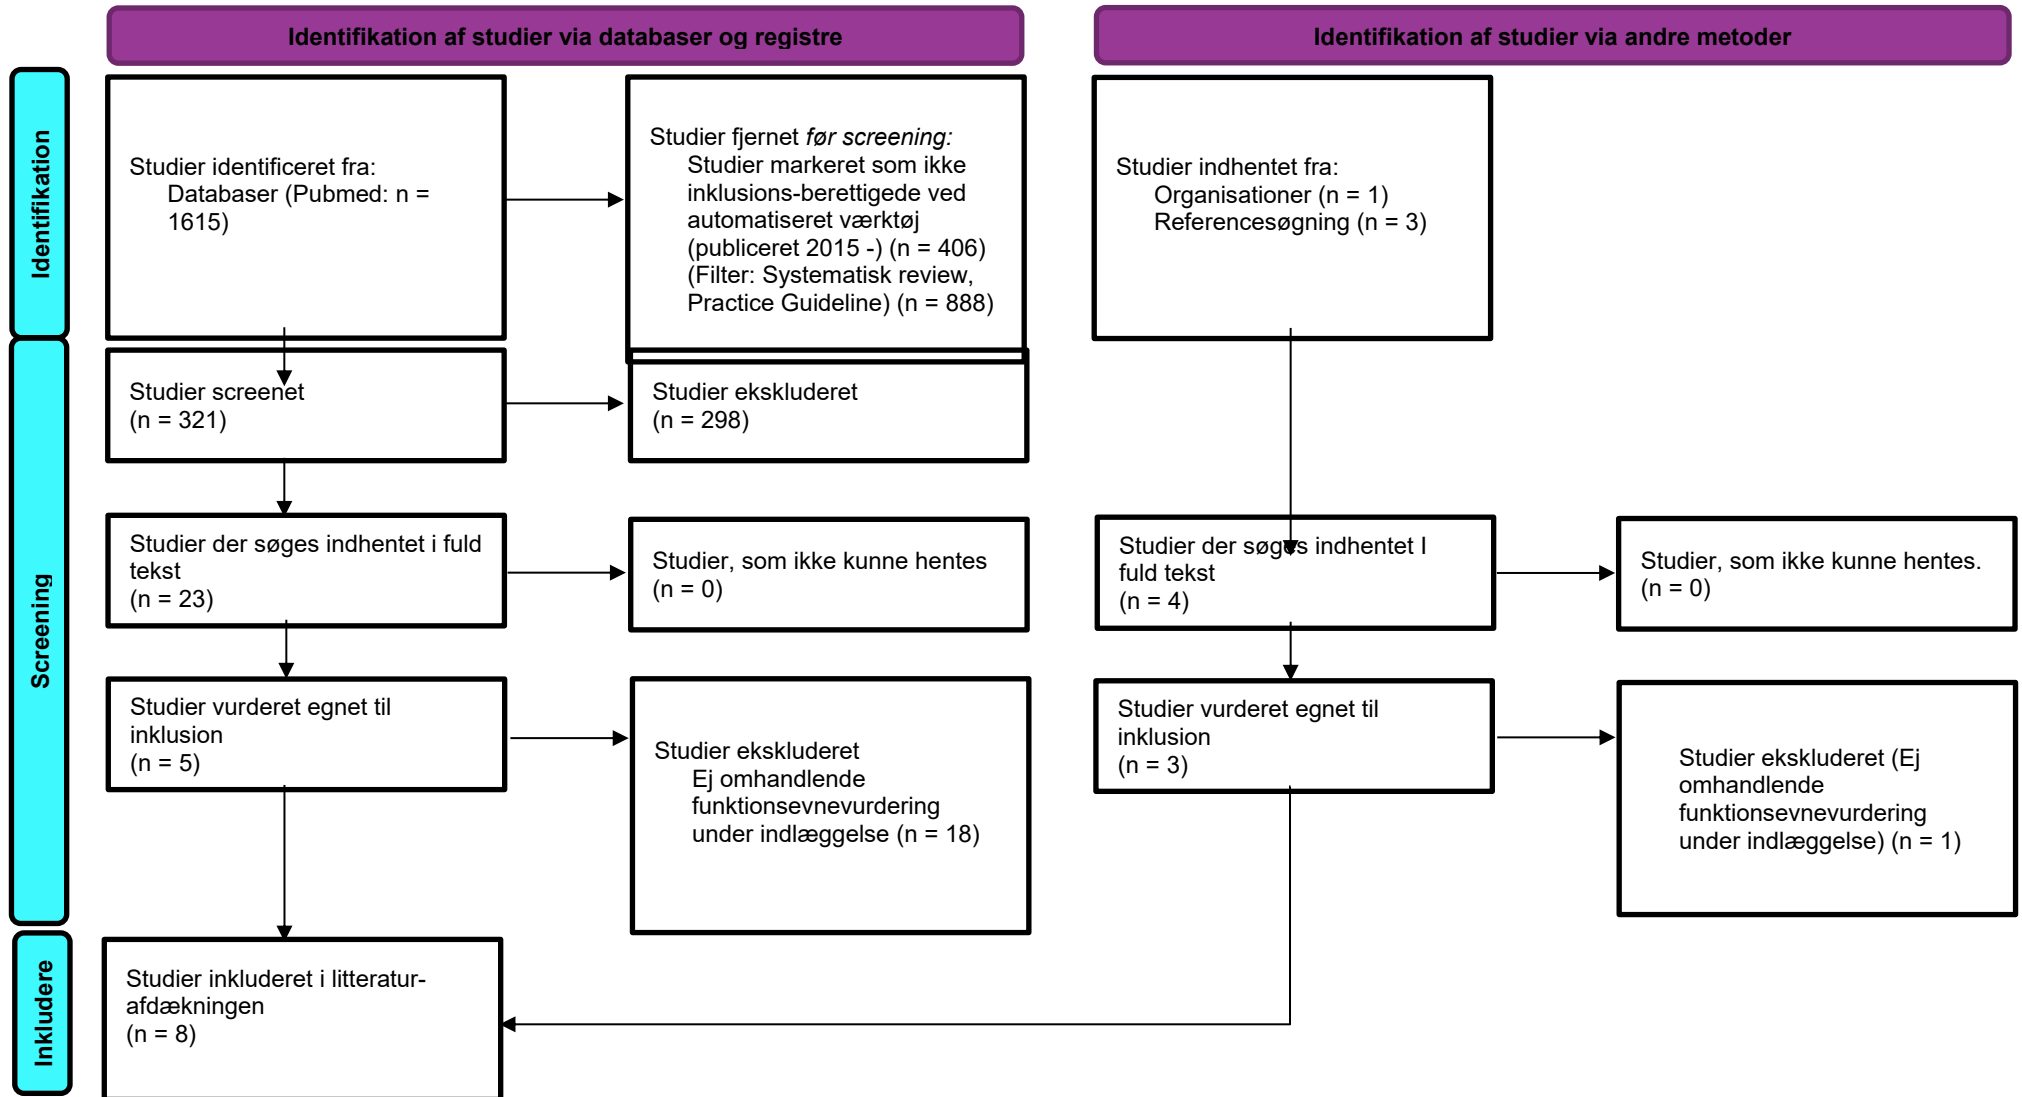 Identifikation af studier via databaser og registre
Identifikation af studier via andre metoder
Identifikation
Studier identificeret fra:
Databaser (Pubmed: n =
1615)
Studier fjernet før screening:
Studier markeret som ikke
inklusions-berettigede ved
automatiseret værktøj
(publiceret 2015 -) (n = 406)
(Filter: Systematisk review,
Practice Guideline) (n = 888)
Studier indhentet fra:
Organisationer (n = 1)
Referencesøgning (n = 3)
Screening
Studier screenet
(n = 321)
Studier ekskluderet
(n = 298)
Studier der søges indhentet i fuld
tekst
(n = 23)
Studier, som ikke kunne hentes
(n = 0)
Studier der søges indhentet I
fuld tekst
(n = 4)
Studier, som ikke kunne hentes.
(n = 0)
Studier vurderet egnet til
inklusion
(n = 5)
Studier ekskluderet
Ej omhandlende
funktionsevnevurdering
under indlæggelse (n = 18)
Studier vurderet egnet til
inklusion
(n = 3)
Studier ekskluderet (Ej
omhandlende
funktionsevnevurdering
under indlæggelse) (n = 1)
Inkludere
Studier inkluderet i litteratur-
afdækningen
(n = 8)